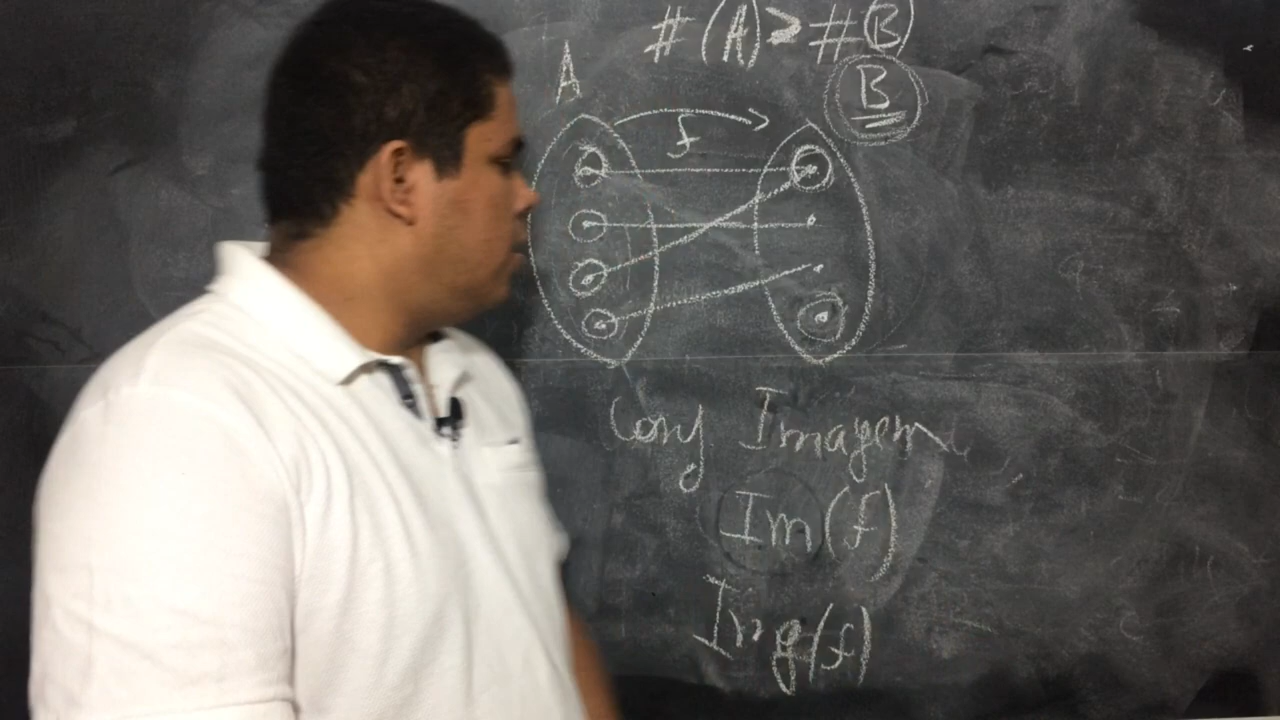 #(A) ≥ #B
A
B
f
Conj Imagem
Im(f)
Img(f)